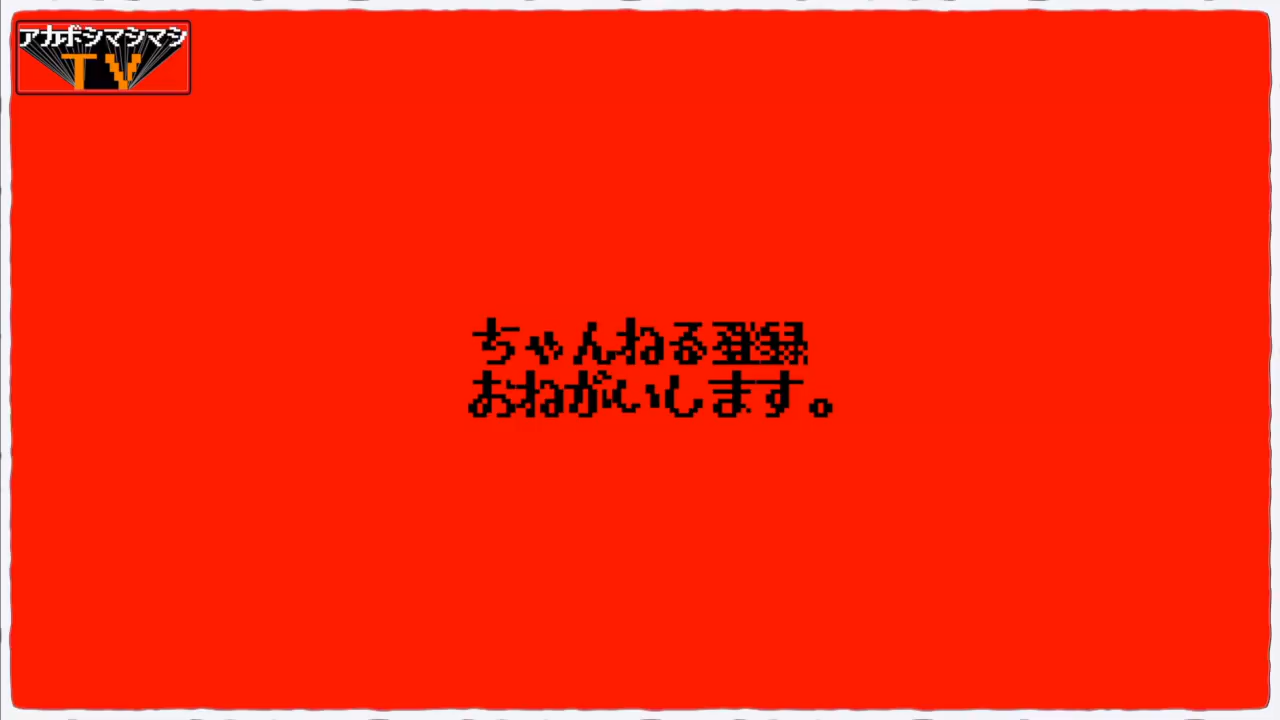 アカボシマシマシ
TV
ちゃんねる登録
おねがいします。